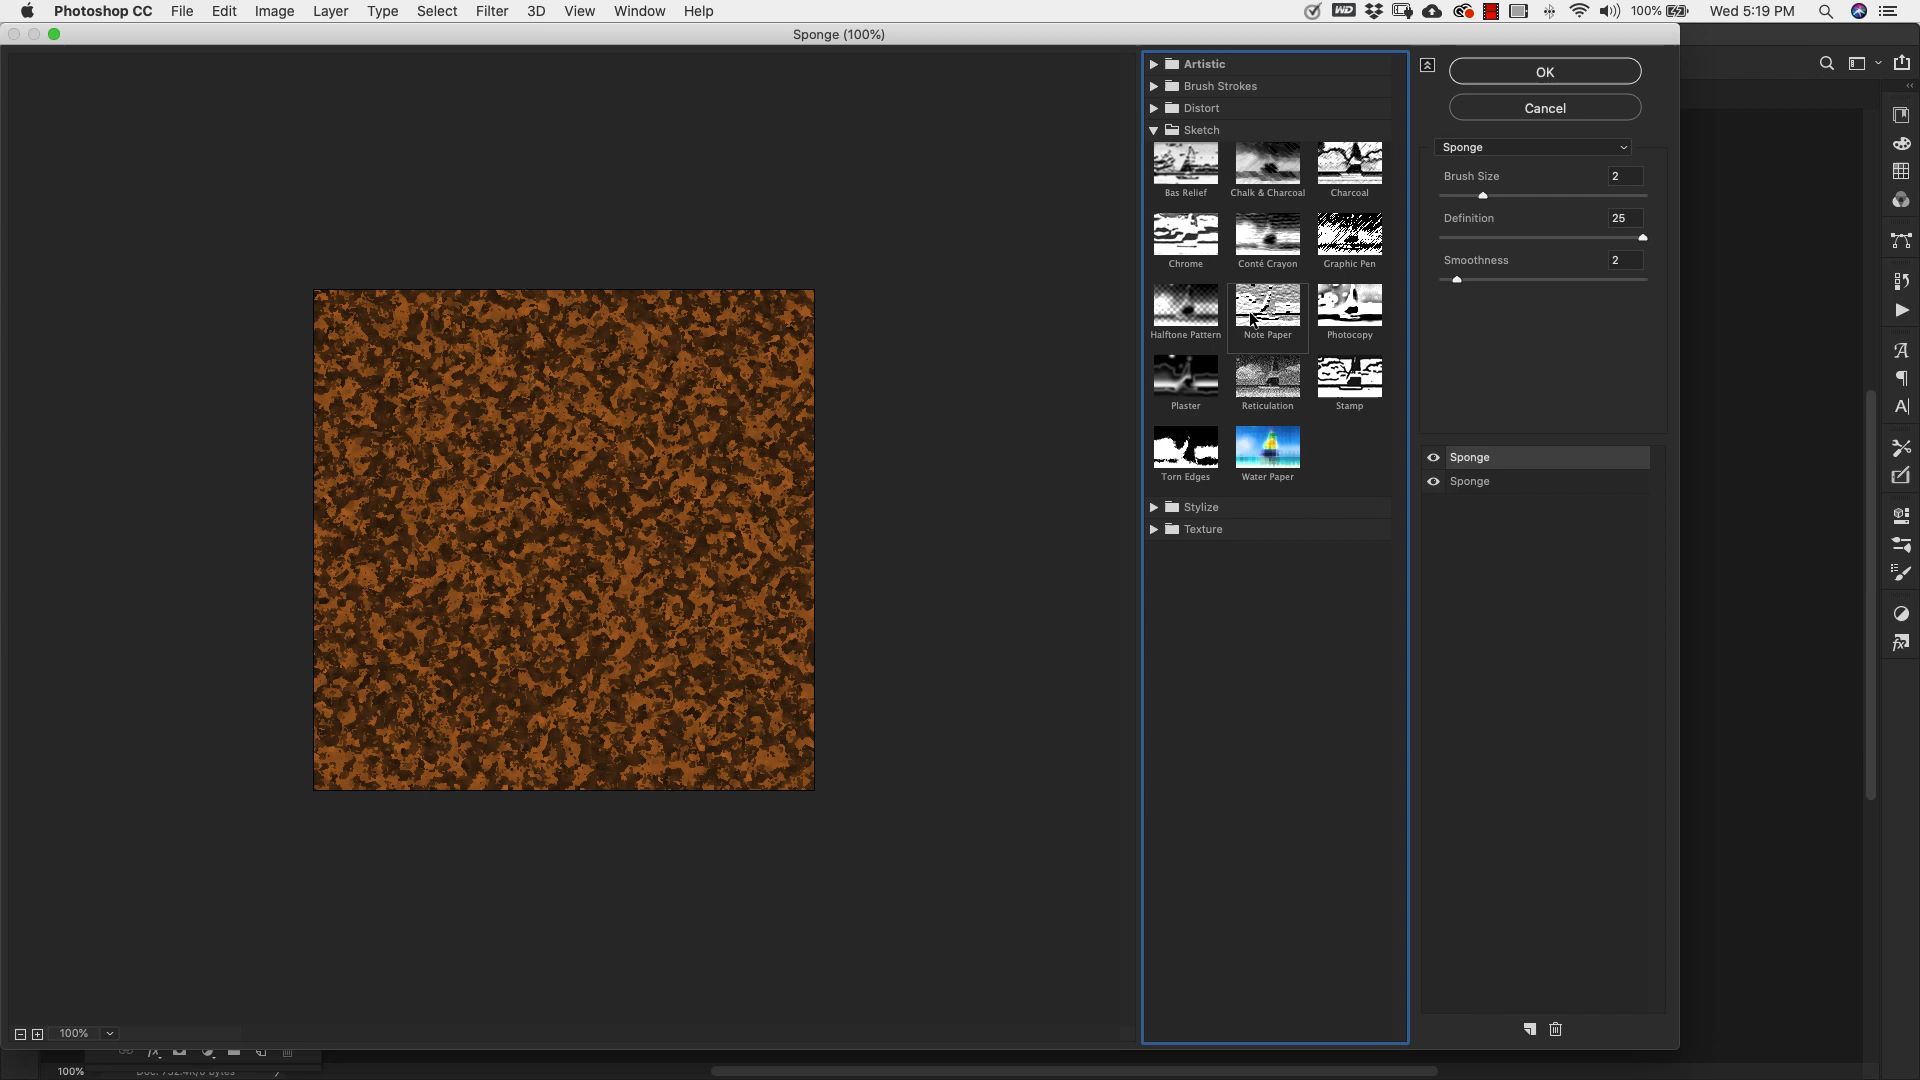 Photoshop CC File Edit Image Layer Type Select Filter 3D View Window Help
WD 100% Wed 5:19 PM
Sponge (100%)
Artistic
Brush Strokes
Distort
Sketch
Bas Relief Chalk & Charcoal Charcoal
Chrome Conté Crayon Graphic Pen
Halftone Pattern Note Paper Photocopy
Plaster Reticulation Stamp
Torn Edges Water Paper
Stylize
Texture
OK
Cancel
Sponge
Brush Size 2
Definition 25
Smoothness 2
Sponge
Sponge
100%
100%